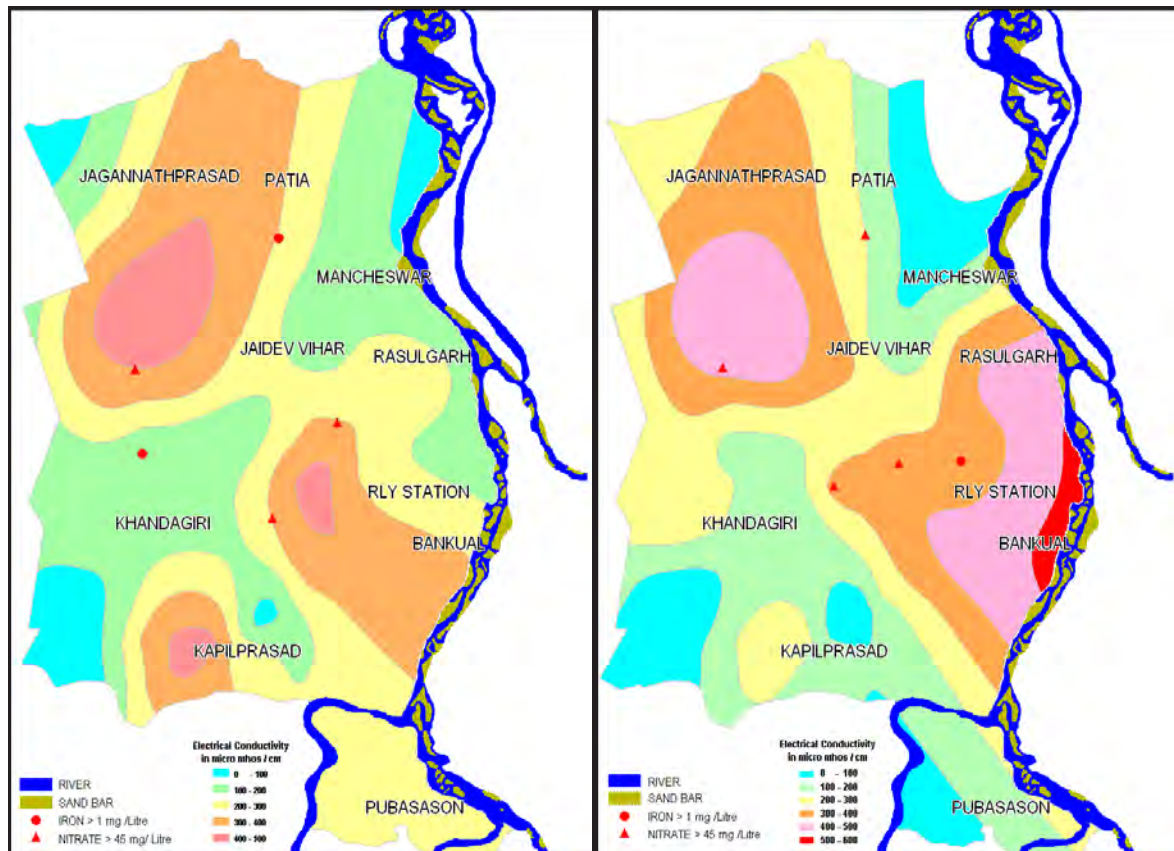 JAGANNATHPRASAD
PATIA
MANCHESWAR
JAIDEV VIHAR
RASULGARH
RLY STATION
KHANDAGIRI
BANKUAL
KAPILPRASAD
PUBASASON
RIVER
SAND BAR
IRON > 1 mg /Litre
NITRATE > 45 mg/ Litre
Electrical Conductivity
in micro mhos / cm
0 - 100
100 - 200
200 - 300
300 - 400
400 - 500
JAGANNATHPRASAD
PATIA
MANCHESWAR
JAIDEV VIHAR
RASULGARH
RLY STATION
KHANDAGIRI
BANKUAL
KAPILPRASAD
PUBASASON
RIVER
SAND BAR
IRON > 1 mg /Litre
NITRATE > 45 mg /Litre
Electrical Conductivity
in micro mhos / cm
0 - 100
100 - 200
200 - 300
300 - 400
400 - 500
500 - 600